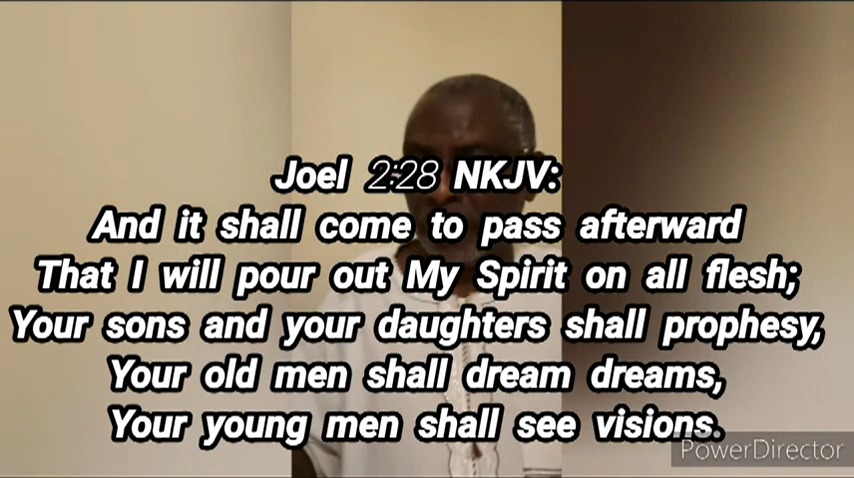 Joel 2:28 NKJV:
And it shall come to pass afterward
That I will pour out My Spirit on all flesh;
Your sons and your daughters shall prophesy,
Your old men shall dream dreams,
Your young men shall see visions.
PowerDirector